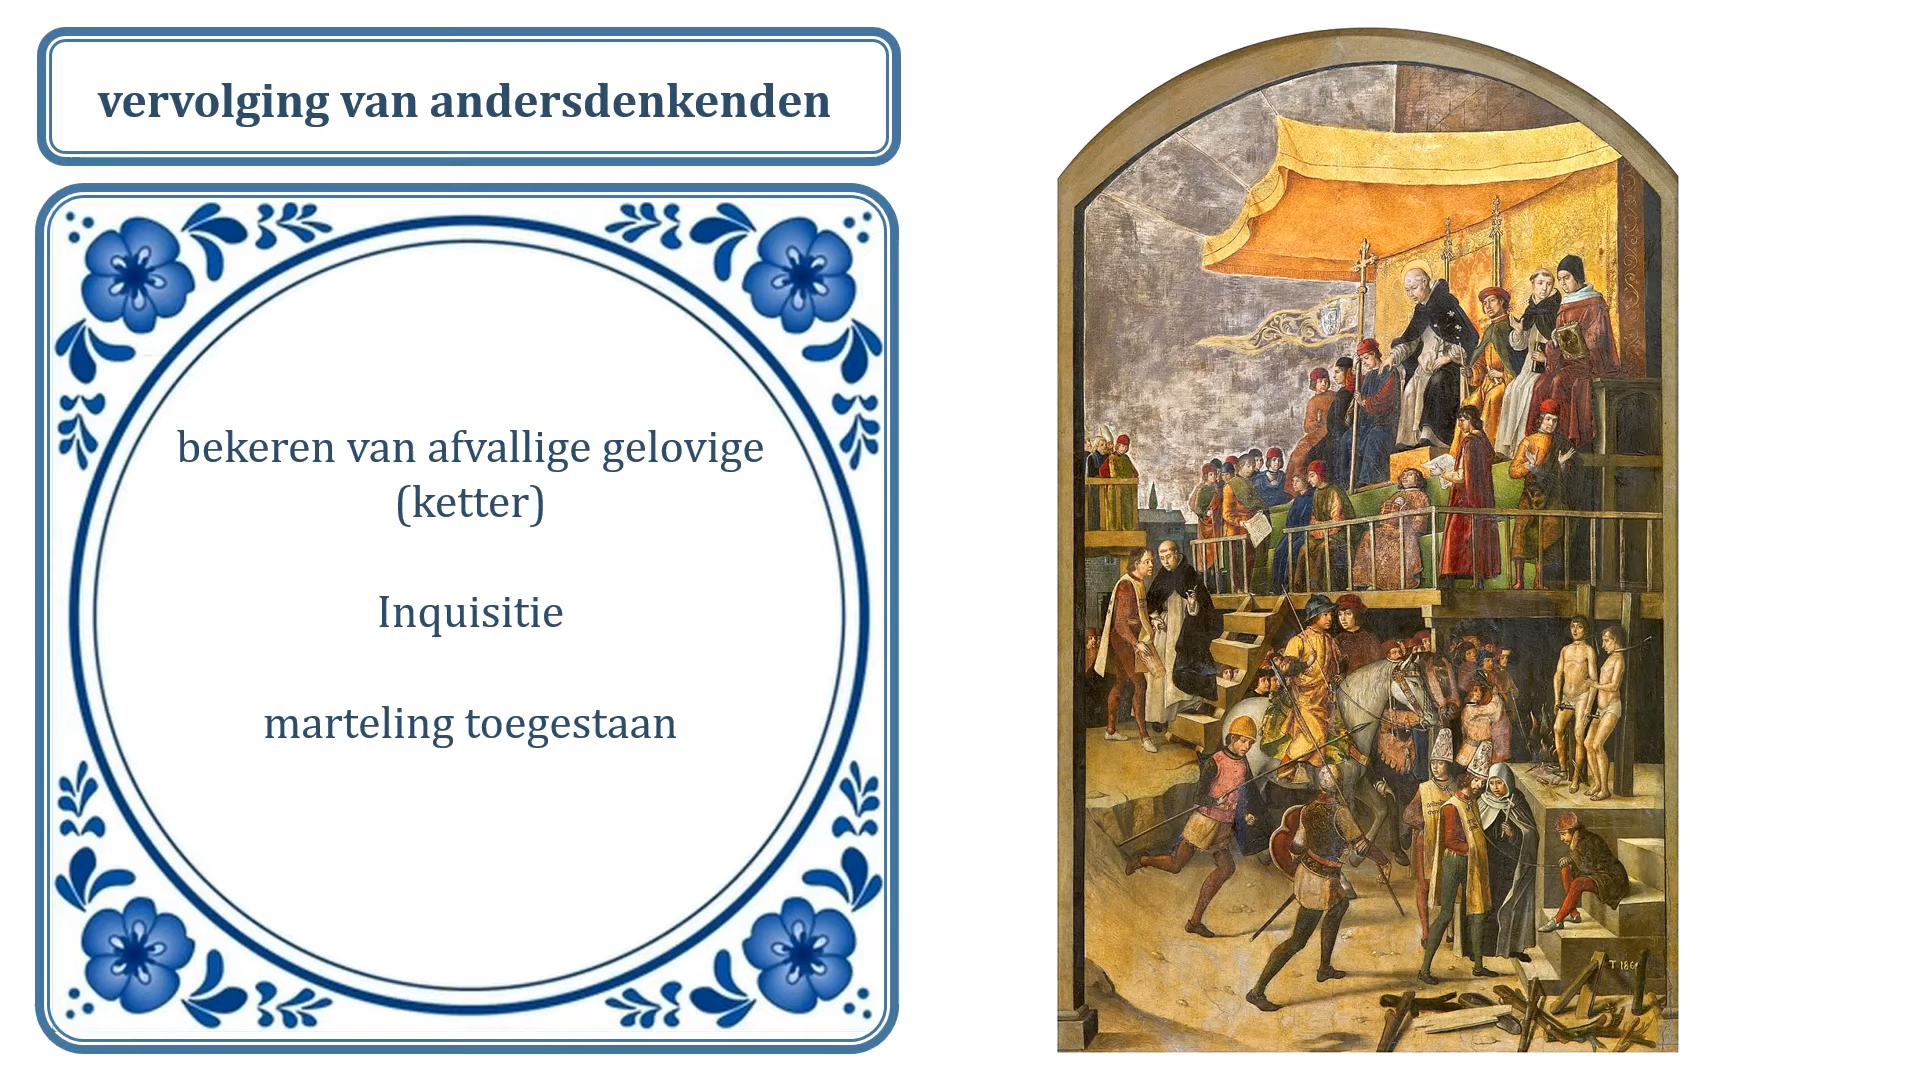 vervolging van andersdenkenden
bekeren van afvallige gelovige
(ketter)
Inquisitie
marteling toegestaan